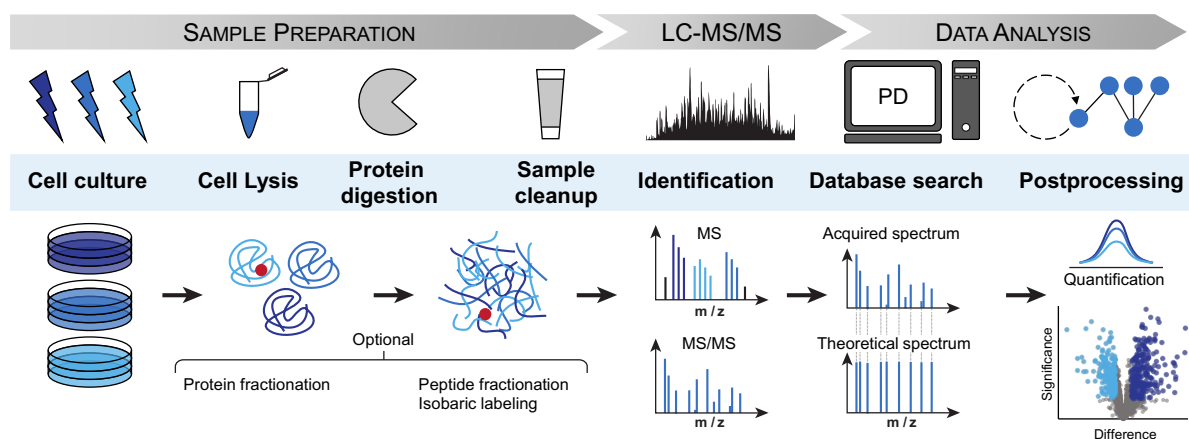 SAMPLE PREPARATION
LC-MS/MS
DATA ANALYSIS
PD
Cell culture
Cell Lysis
Protein
digestion
Sample
cleanup
Identification
Database search
Postprocessing
MS
m / z
MS/MS
m / z
Acquired spectrum
Theoretical spectrum
m / z
Quantification
Significance
Difference
Optional
Protein fractionation
Peptide fractionation
Isobaric labeling